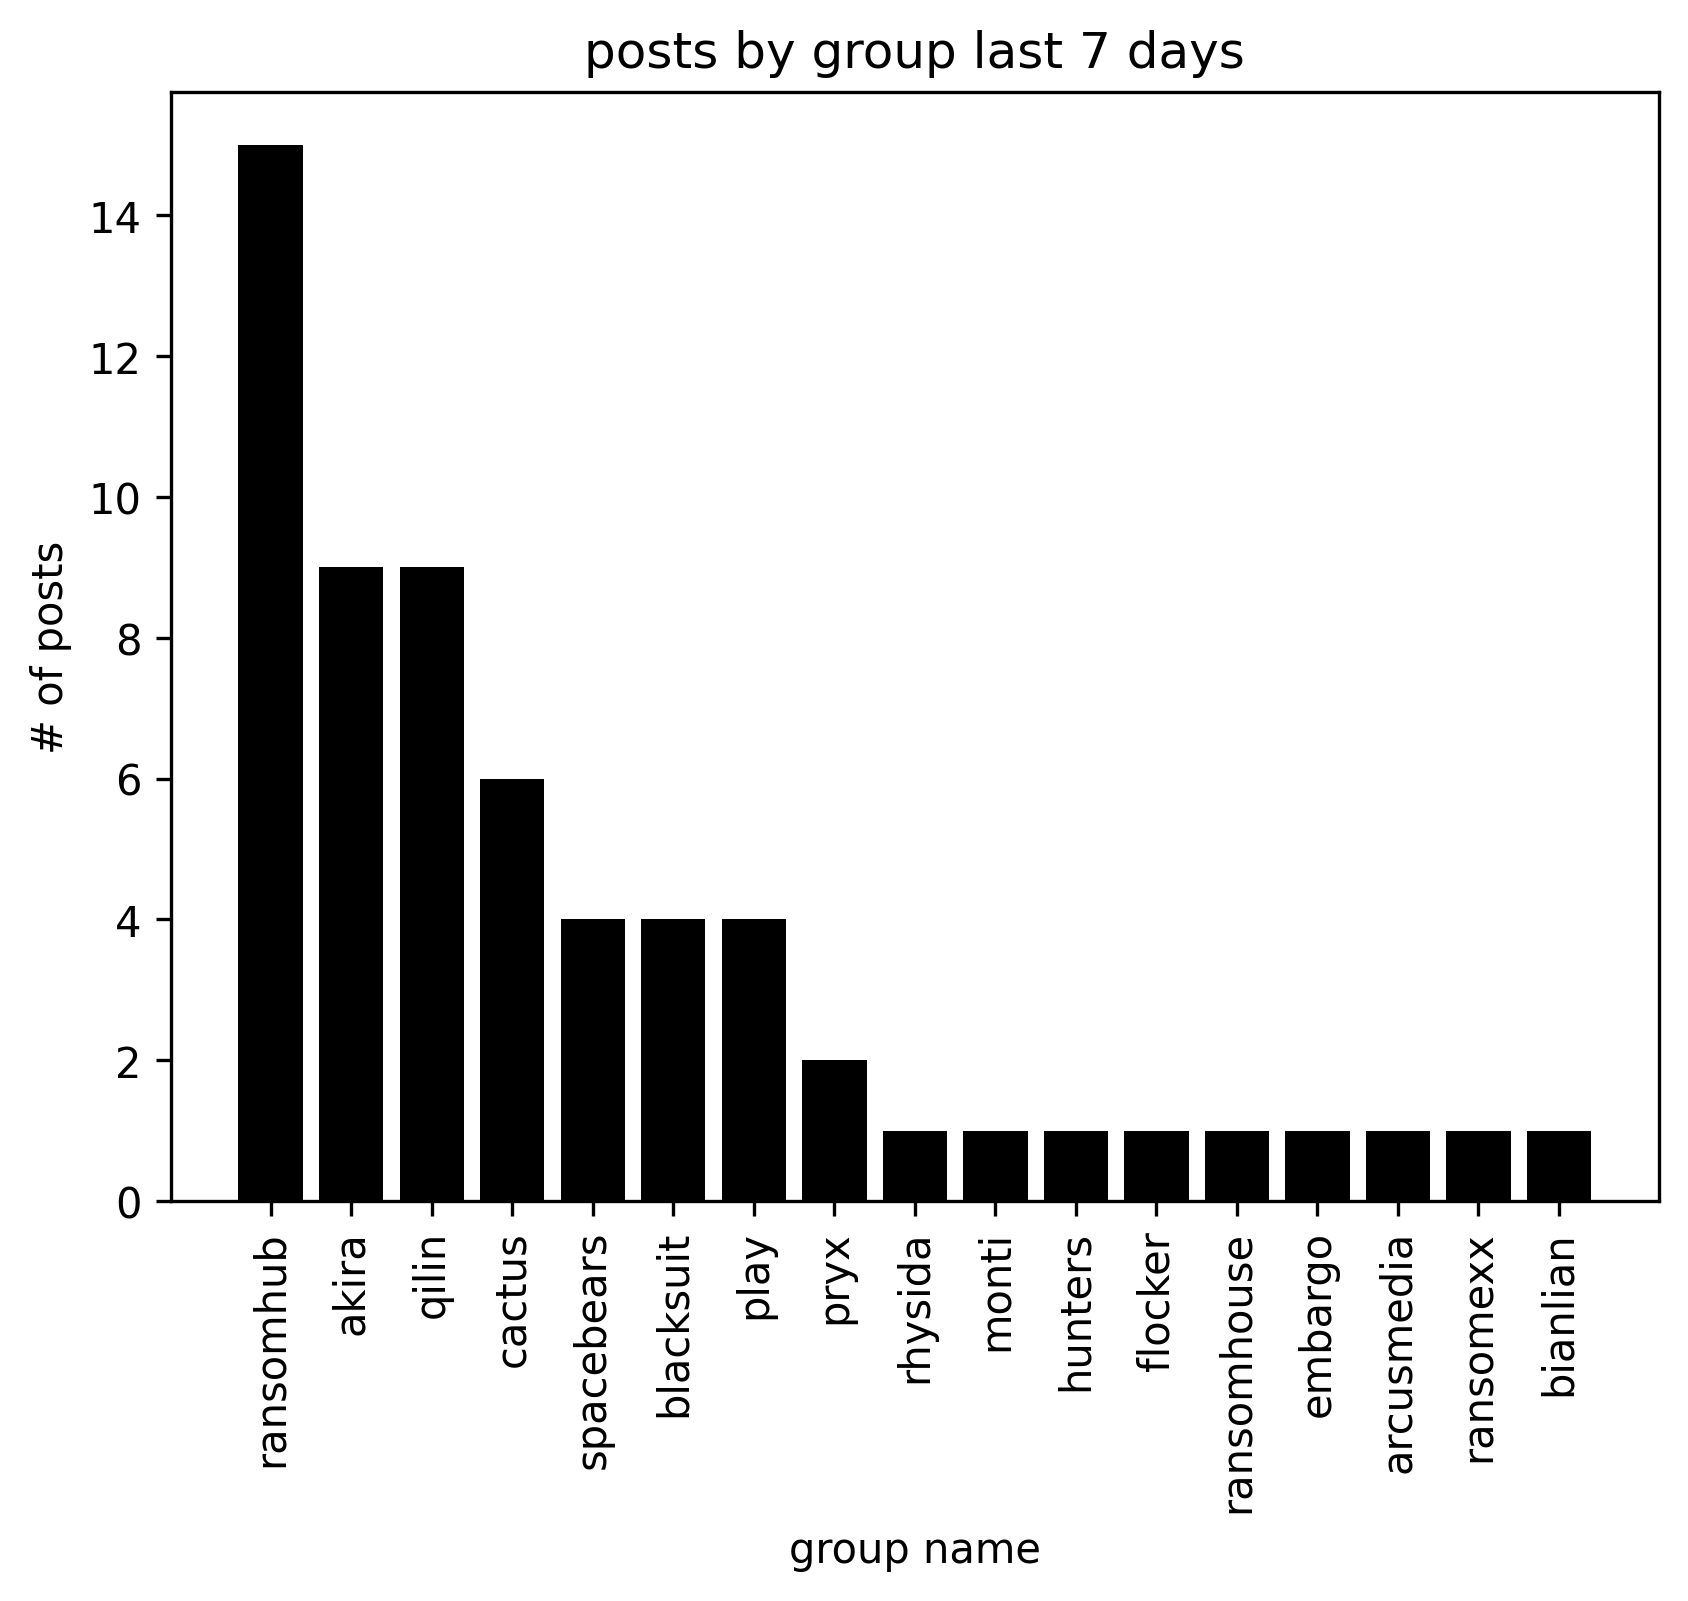 posts by group last 7 days
# of posts
14
12
10
8
6
4
2
0
ransomhub
akira
qilin
cactus
spacebears
blacksuit
play
pryx
rhysida
monti
hunters
flocker
ransomhouse
embargo
arcusmedia
ransomexx
bianlian
group name